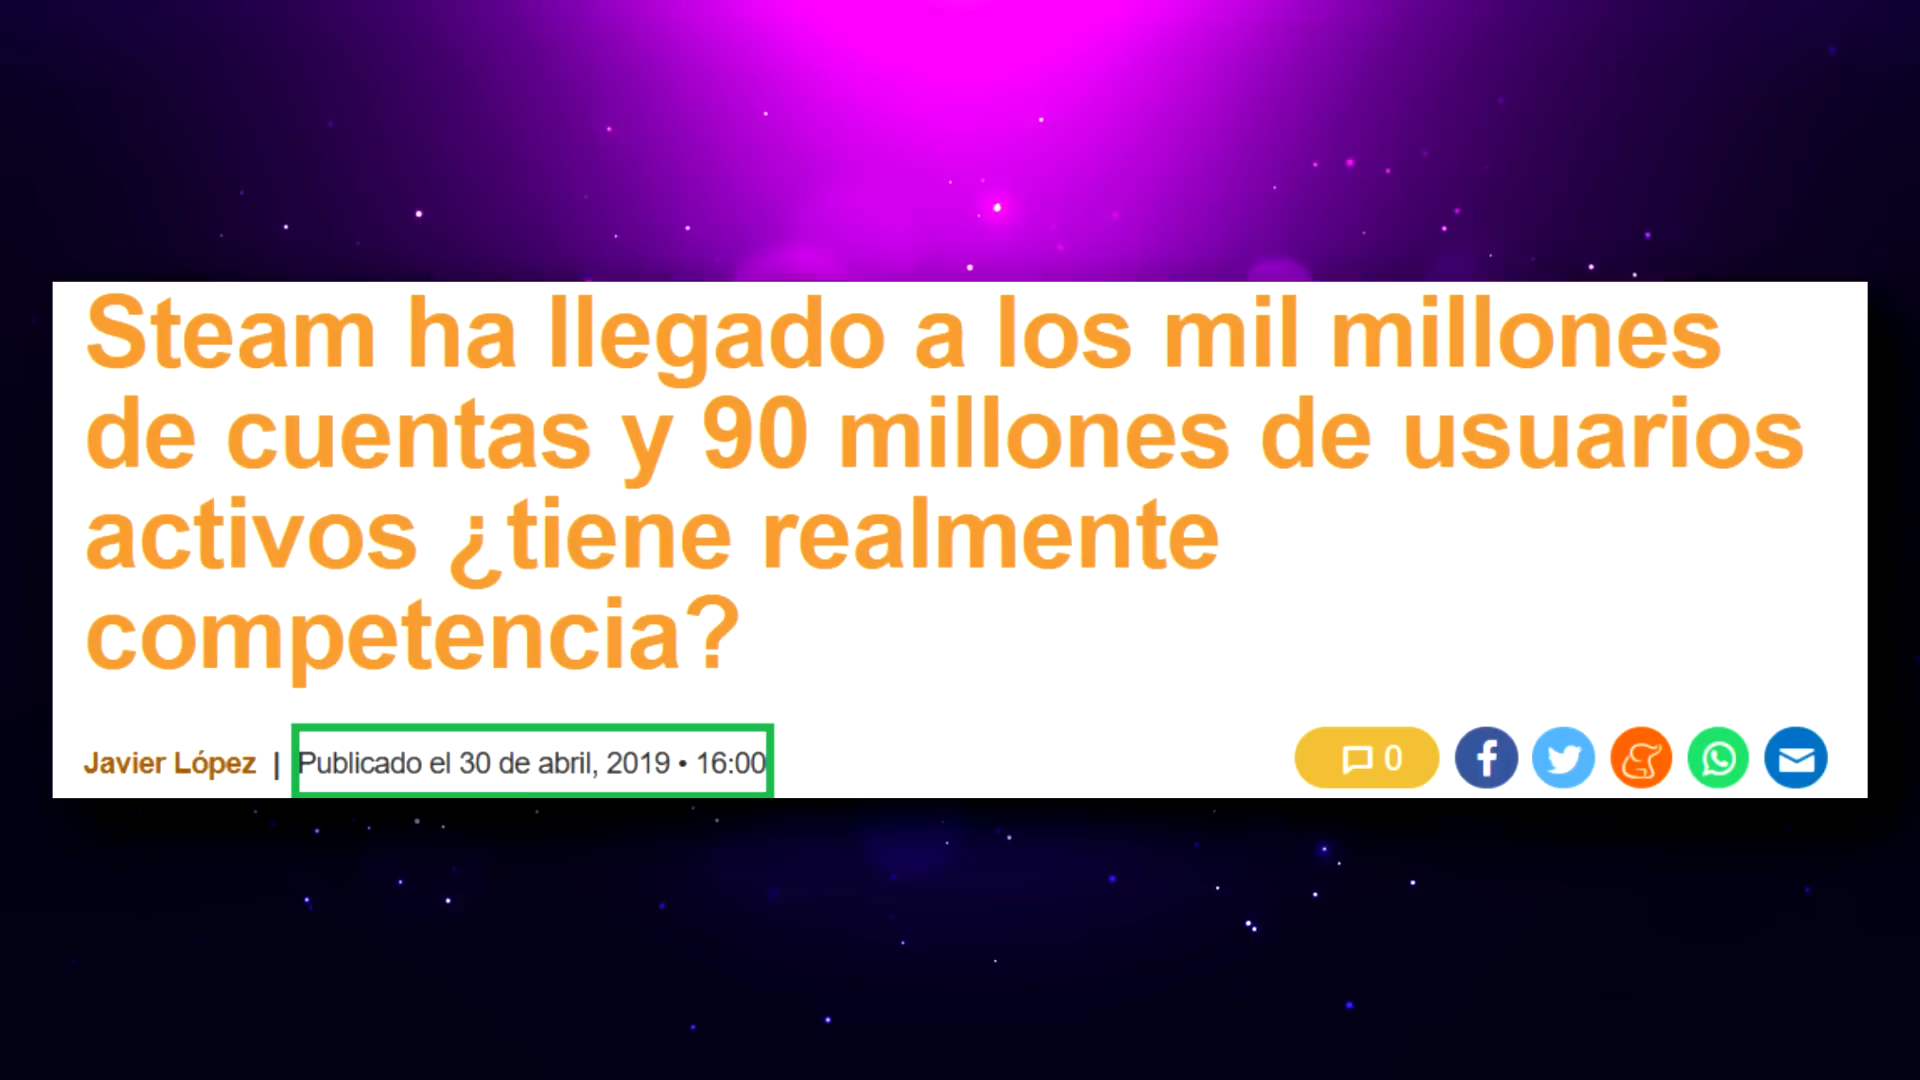 Steam ha llegado a los mil millones
de cuentas y 90 millones de usuarios
activos ¿tiene realmente
competencia?
Javier López | Publicado el 30 de abril, 2019 • 16:00
0